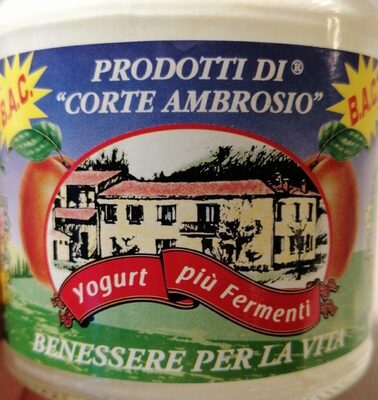 B.A.C.
PRODOTTI DI®
"CORTE AMBROSIO"
B.A.C.
Yogurt più Fermenti
BENESSERE PER LA VITA